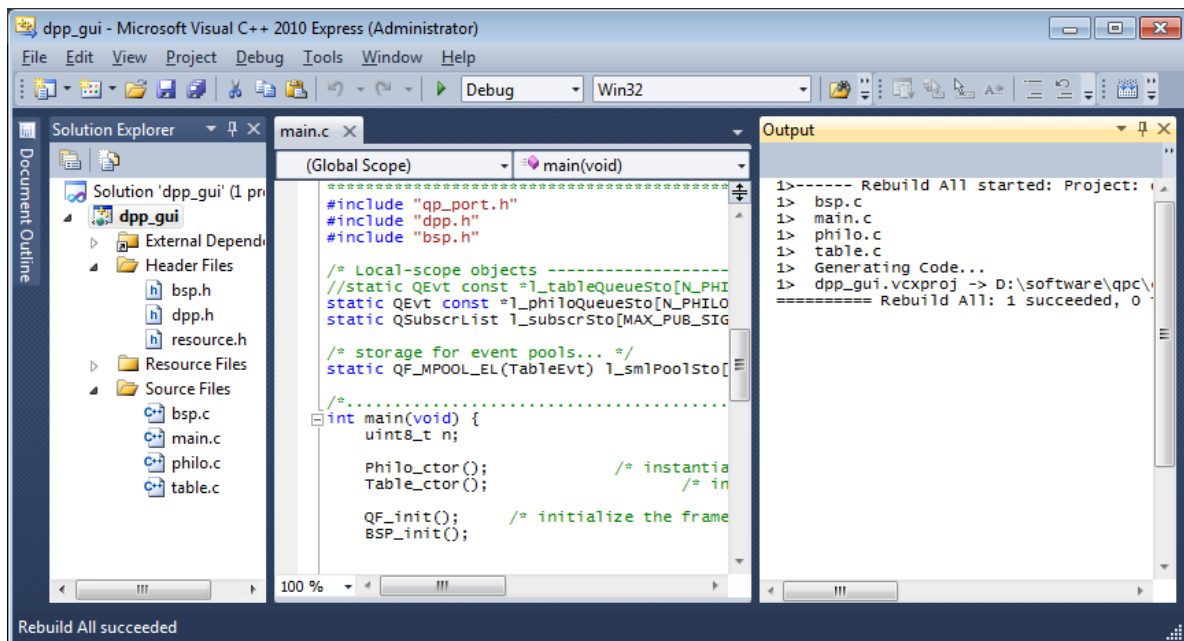 dpp_gui - Microsoft Visual C++ 2010 Express (Administrator)
File Edit View Project Debug Tools Window Help
Debug Win32
Document Outline
Solution Explorer
Solution 'dpp_gui' (1
dpp_gui
External
Header Files
bsp.h
dpp.h
resource.h
Resource Files
Source Files
bsp.c
main.c
philo.c
table.c
main.c
(Global Scope) main(void)
#include "qp_port.h"
#include "dpp.h"
#include "bsp.h"
/* Local-scope objects -------------------
//static QEvt const *l_tableQueueSto[N_PHI
static QEvt const *l_philoQueueSto[N_PHILO
static QSubscrList l_subscrSto[MAX_PUB_SIG
/* storage for event pools... */
static QF_MPOOL_EL(TableEvt) l_smlPoolSto[
/*........................................
int main(void) {
uint8_t n;
Philo_ctor(); /* instantia
Table_ctor(); /* in
QF_init(); /* initialize the frame
BSP_init();
100 %
Output
1>------ Rebuild All started: Project:
1> bsp.c
1> main.c
1> philo.c
1> table.c
1> Generating Code...
1> dpp_gui.vcxproj -> D:\software\qpc\
========== Rebuild All: 1 succeeded, 0
Rebuild All succeeded